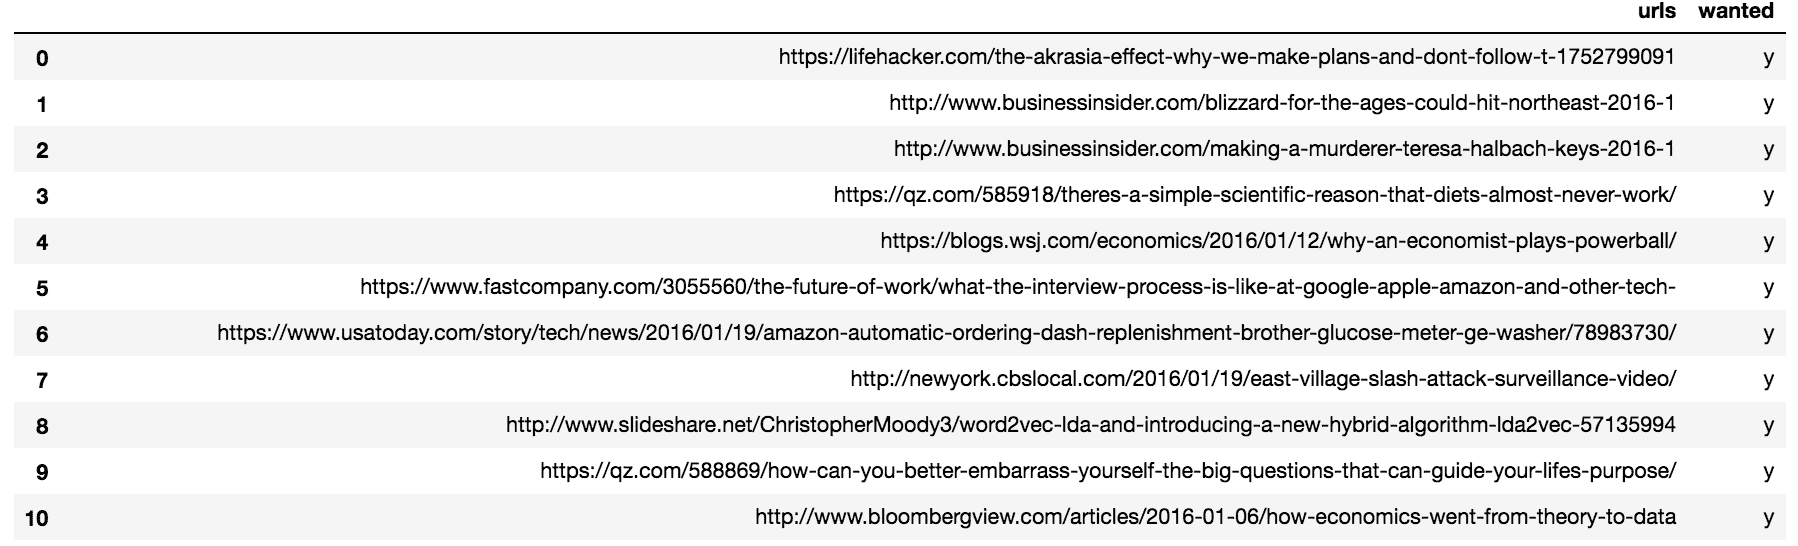 urls wanted
0 https://lifehacker.com/the-akrasia-effect-why-we-make-plans-and-dont-follow-t-1752799091 y
1 http://www.businessinsider.com/blizzard-for-the-ages-could-hit-northeast-2016-1 y
2 http://www.businessinsider.com/making-a-murderer-teresa-halbach-keys-2016-1 y
3 https://qz.com/585918/theres-a-simple-scientific-reason-that-diets-almost-never-work/ y
4 https://blogs.wsj.com/economics/2016/01/12/why-an-economist-plays-powerball/ y
5 https://www.fastcompany.com/3055560/the-future-of-work/what-the-interview-process-is-like-at-google-apple-amazon-and-other-tech- y
6 https://www.usatoday.com/story/tech/news/2016/01/19/amazon-automatic-ordering-dash-replenishment-brother-glucose-meter-ge-washer/78983730/ y
7 http://newyork.cbslocal.com/2016/01/19/east-village-slash-attack-surveillance-video/ y
8 http://www.slideshare.net/ChristopherMoody3/word2vec-lda-and-introducing-a-new-hybrid-algorithm-lda2vec-57135994 y
9 https://qz.com/588869/how-can-you-better-embarrass-yourself-the-big-questions-that-can-guide-your-lifes-purpose/ y
10 http://www.bloombergview.com/articles/2016-01-06/how-economics-went-from-theory-to-data y